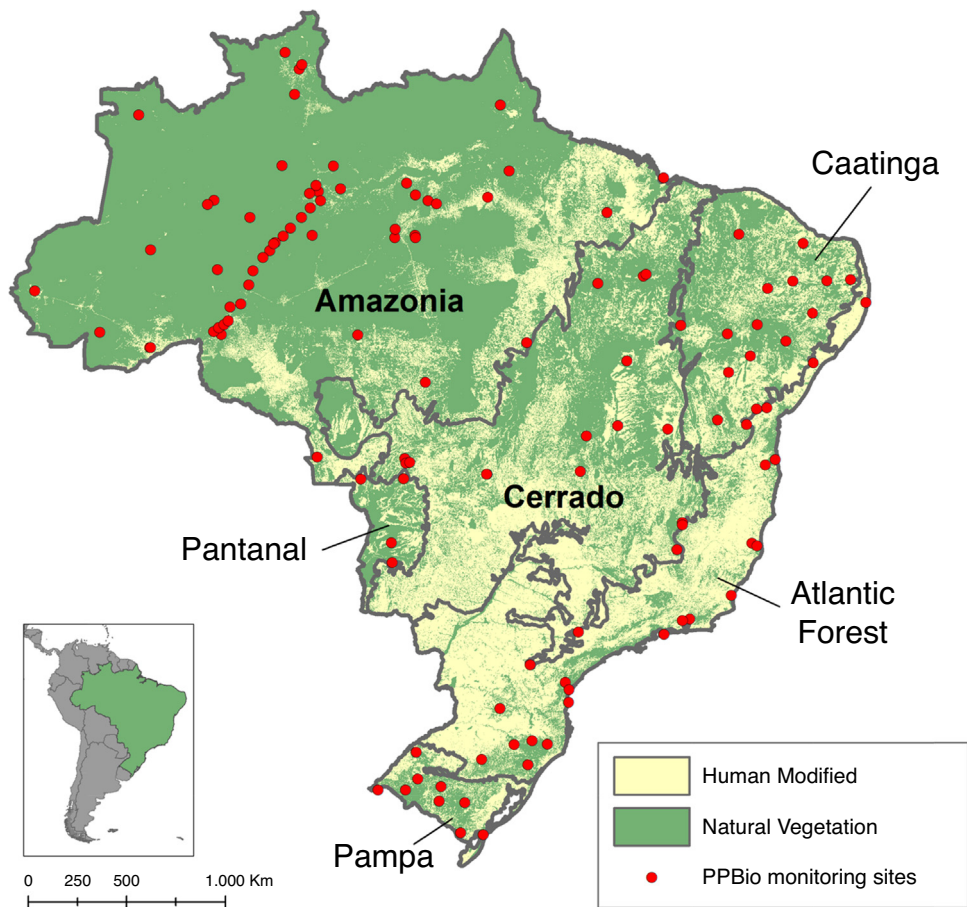 Caatinga
Amazonia
Cerrado
Pantanal
Atlantic
Forest
Pampa
Human Modified
Natural Vegetation
PPBio monitoring sites
0 250 500 1.000 Km